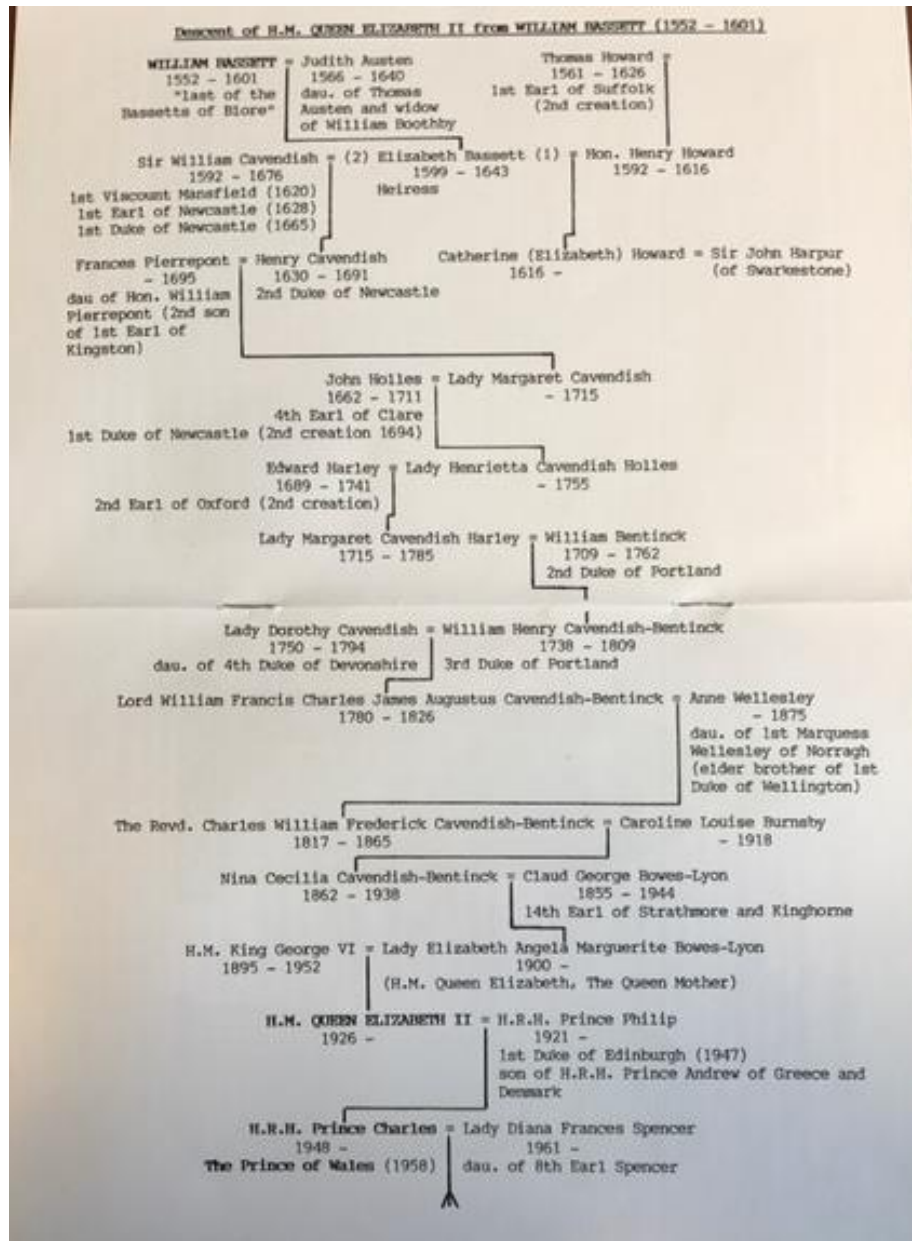 Descent of H.M. QUEEN ELIZABETH II from WILLIAM BASSETT (1552 - 1601)
WILLIAM BASSETT = Judith Austen
1552 - 1601
"last of the
Bassetts of Blore"
1566 - 1640
dau. of Thomas
Austen and widow
of William Boothby
Thomas Howard =
1561 - 1626
1st Earl of Suffolk
(2nd creation)
Sir William Cavendish = (2) Elizabeth Bassett (1) = Hon. Henry Howard
1592 - 1676
1st Viscount Mansfield (1620)
1st Earl of Newcastle (1628)
1st Duke of Newcastle (1665)
1599 - 1643
Heiress
1592 - 1616
Frances Pierrepont = Henry Cavendish
- 1695
dau of Hon. William
Pierrepont (2nd son
of 1st Earl of
Kingston)
1630 - 1691
2nd Duke of Newcastle
Catherine (Elizabeth) Howard = Sir John Harpur
1616 -
(of Swarkestone)
John Holles = Lady Margaret Cavendish
1662 - 1711
4th Earl of Clare
1st Duke of Newcastle (2nd creation 1694)
- 1715
Edward Harley = Lady Henrietta Cavendish Holles
1689 - 1741
2nd Earl of Oxford (2nd creation)
- 1755
Lady Margaret Cavendish Harley = William Bentinck
1715 - 1785
1709 - 1762
2nd Duke of Portland
Lady Dorothy Cavendish = William Henry Cavendish-Bentinck
1750 - 1794
dau. of 4th Duke of Devonshire
1738 - 1809
3rd Duke of Portland
Lord William Francis Charles James Augustus Cavendish-Bentinck = Anne Wellesley
1780 - 1826
- 1875
dau. of 1st Marquess
Wellesley of Norragh
(elder brother of 1st
Duke of Wellington)
The Revd. Charles William Frederick Cavendish-Bentinck = Caroline Louise Burnaby
1817 - 1865
- 1918
Nina Cecilia Cavendish-Bentinck = Claud George Bowes-Lyon
1862 - 1938
1855 - 1944
14th Earl of Strathmore and Kinghorne
H.M. King George VI = Lady Elizabeth Angela Marguerite Bowes-Lyon
1895 - 1952
1900 -
(H.M. Queen Elizabeth, The Queen Mother)
H.M. QUEEN ELIZABETH II = H.R.H. Prince Philip
1926 -
1921 -
1st Duke of Edinburgh (1947)
son of H.R.H. Prince Andrew of Greece and
Denmark
H.R.H. Prince Charles = Lady Diana Frances Spencer
1948 -
The Prince of Wales (1958)
1961 -
dau. of 8th Earl Spencer